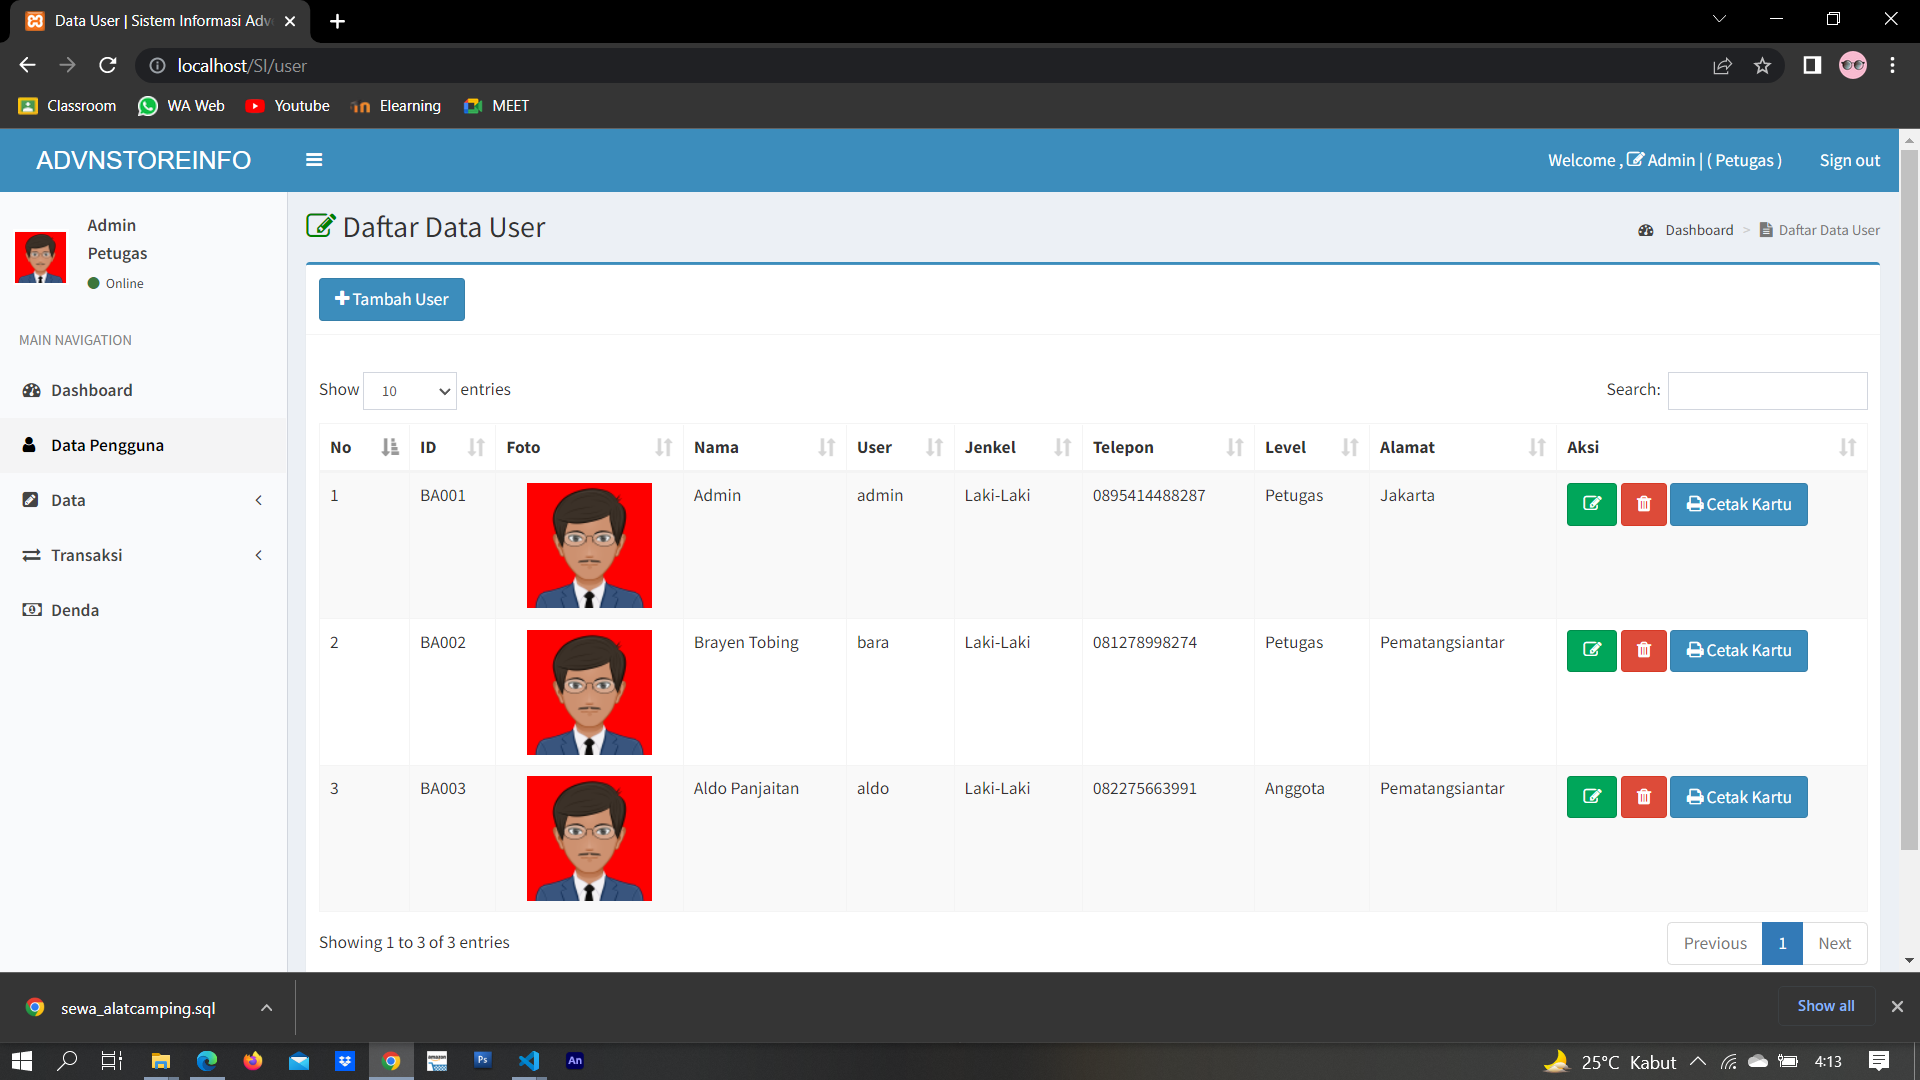 Data User | Sistem Informasi Adv
localhost/SI/user
Classroom WA Web Youtube Elearning MEET
ADVNSTOREINFO
Welcome , Admin | ( Petugas ) Sign out
Admin
Petugas
Online
MAIN NAVIGATION
Dashboard
Data Pengguna
Data
Transaksi
Denda
Daftar Data User
Dashboard > Daftar Data User
Tambah User
Show 10 entries
Search:
No ID Foto Nama User Jenkel Telepon Level Alamat Aksi
1 BA001 Admin admin Laki-Laki 0895414488287 Petugas Jakarta Cetak Kartu
2 BA002 Brayen Tobing bara Laki-Laki 081278998274 Petugas Pematangsiantar Cetak Kartu
3 BA003 Aldo Panjaitan aldo Laki-Laki 082275663991 Anggota Pematangsiantar Cetak Kartu
Showing 1 to 3 of 3 entries
Previous 1 Next
sewa_alatcamping.sql
Show all
Ps An
25°C Kabut 4:13